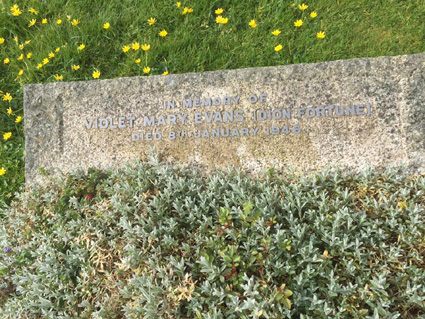 IN MEMORY OF
VIOLET MARY EVANS (DION FORTUNE)
DIED 8TH JANUARY 1946